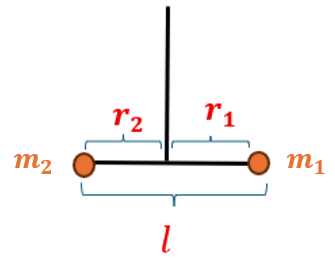 r₂ r₁
m₂ m₁
l